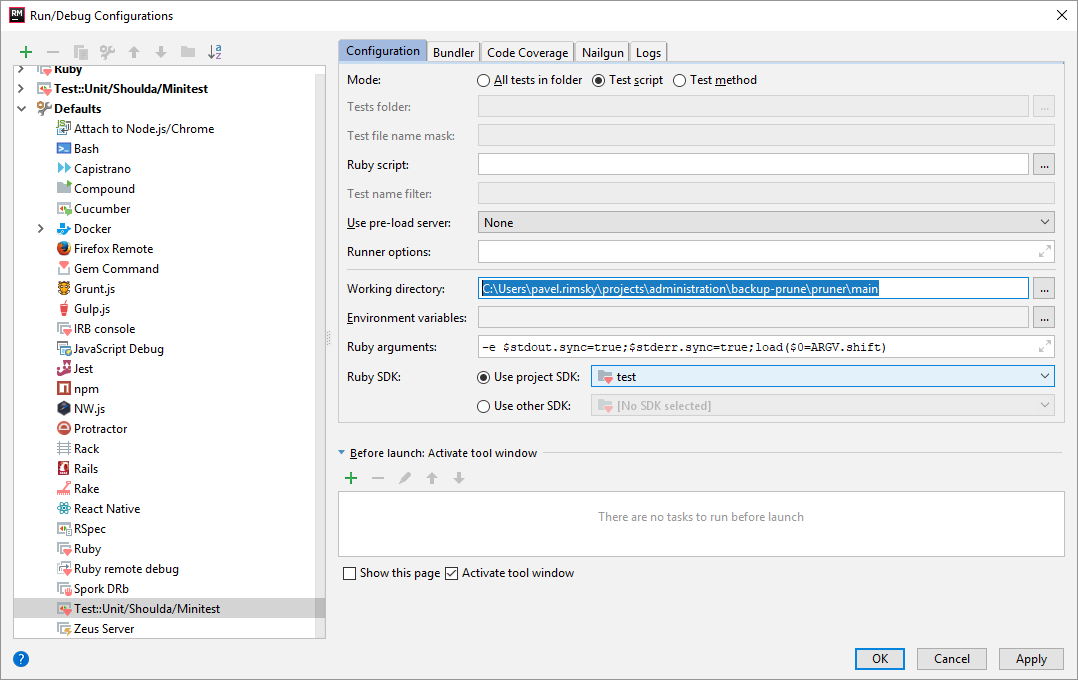 RM Run/Debug Configurations
Ruby
Test::Unit/Shoulda/Minitest
Defaults
Attach to Node.js/Chrome
Bash
Capistrano
Compound
Cucumber
Docker
Firefox Remote
Gem Command
Grunt.js
Gulp.js
IRB console
JavaScript Debug
Jest
npm
NW.js
Protractor
Rack
Rails
Rake
React Native
RSpec
Ruby
Ruby remote debug
Spork DRb
Test::Unit/Shoulda/Minitest
Zeus Server
Configuration Bundler Code Coverage Nailgun Logs
Mode: All tests in folder Test script Test method
Tests folder: ...
Test file name mask:
Ruby script: ...
Test name filter:
Use pre-load server: None
Runner options:
Working directory: C:\Users\pavel.rimsky\projects\administration\backup-prune\pruner\main ...
Environment variables: ...
Ruby arguments: -e $stdout.sync=true;$stderr.sync=true;load($0=ARGV.shift)
Ruby SDK: Use project SDK: test
Use other SDK: [No SDK selected]
Before launch: Activate tool window
There are no tasks to run before launch
Show this page Activate tool window
? OK Cancel Apply